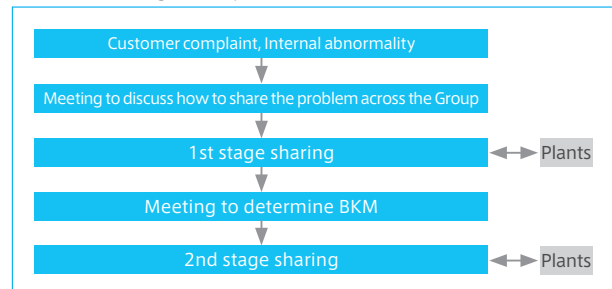 Customer complaint, Internal abnormality
Meeting to discuss how to share the problem across the Group
1st stage sharing
Plants
Meeting to determine BKM
2nd stage sharing
Plants